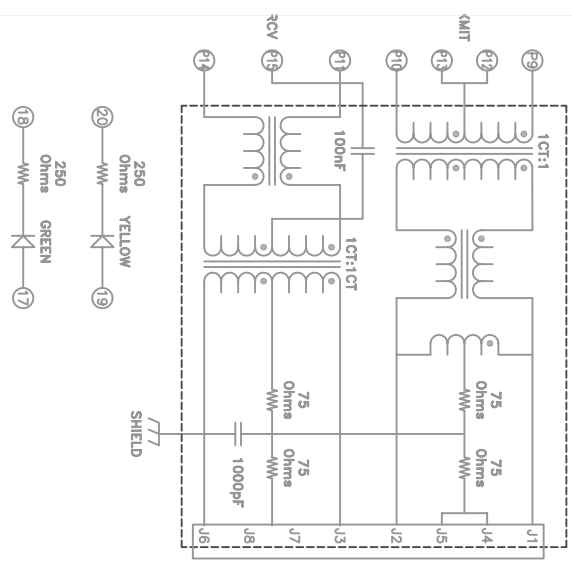 RCV
XMIT
P14
P15
P11
P10
P13
P12
P9
18
20
100nF
1CT:1
250
Ohms
250
Ohms
GREEN
YELLOW
1CT:1CT
17
19
75
Ohms
75
Ohms
SHIELD
75
Ohms
75
Ohms
1000pF
J6
J8
J7
J3
J2
J5
J4
J1